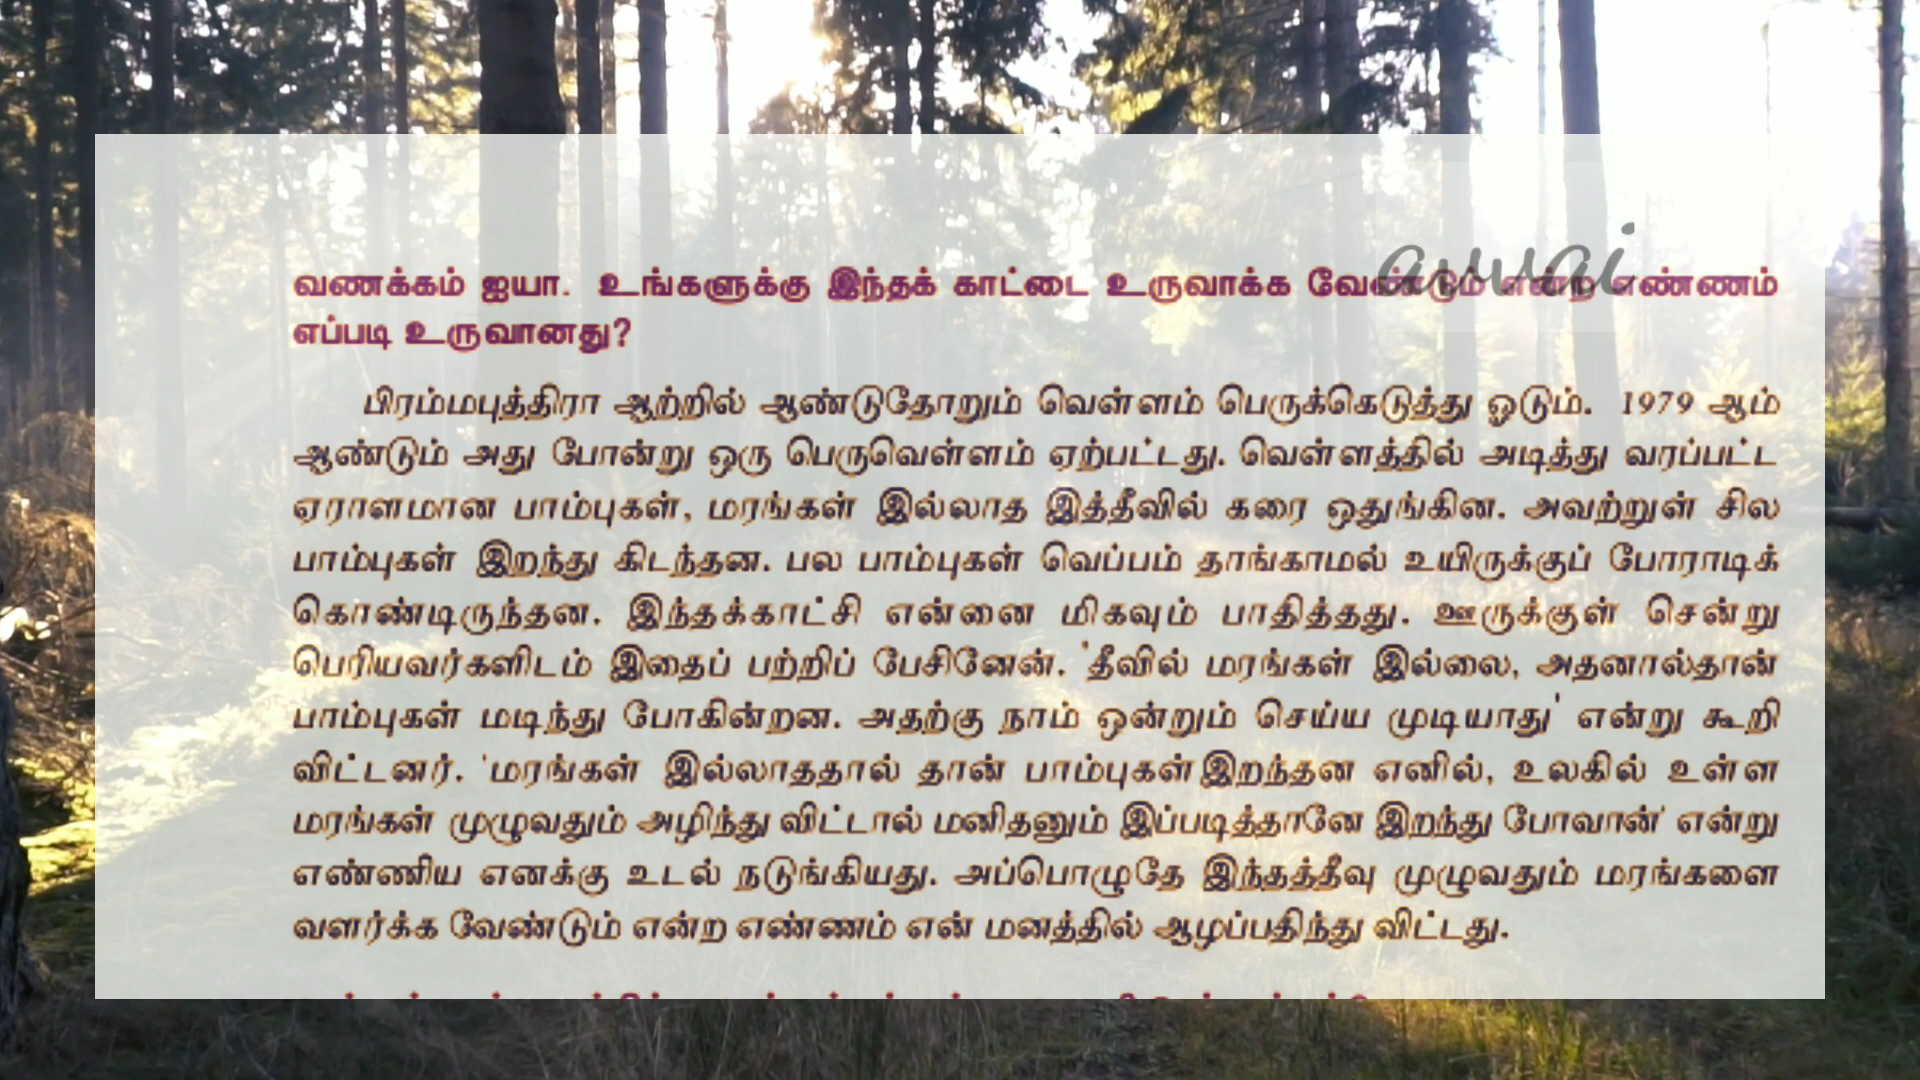 avvai
வணக்கம் ஐயா. உங்களுக்கு இந்தக் காட்டை உருவாக்க வேண்டும் என்ற எண்ணம்
எப்படி உருவானது?
பிரம்மபுத்திரா ஆற்றில் ஆண்டுதோறும் வெள்ளம் பெருக்கெடுத்து ஓடும். 1979 ஆம்
ஆண்டும் அது போன்று ஒரு பெருவெள்ளம் ஏற்பட்டது. வெள்ளத்தில் அடித்து வரப்பட்ட
ஏராளமான பாம்புகள், மரங்கள் இல்லாத இத்தீவில் கரை ஒதுங்கின. அவற்றுள் சில
பாம்புகள் இறந்து கிடந்தன. பல பாம்புகள் வெப்பம் தாங்காமல் உயிருக்குப் போராடிக்
கொண்டிருந்தன. இந்தக்காட்சி என்னை மிகவும் பாதித்தது. ஊருக்குள் சென்று
பெரியவர்களிடம் இதைப் பற்றிப் பேசினேன். 'தீவில் மரங்கள் இல்லை, அதனால்தான்
பாம்புகள் மடிந்து போகின்றன. அதற்கு நாம் ஒன்றும் செய்ய முடியாது' என்று கூறி
விட்டனர். 'மரங்கள் இல்லாததால் தான் பாம்புகள்இறந்தன எனில், உலகில் உள்ள
மரங்கள் முழுவதும் அழிந்து விட்டால் மனிதனும் இப்படித்தானே இறந்து போவான்' என்று
எண்ணிய எனக்கு உடல் நடுங்கியது. அப்பொழுதே இந்தத்தீவு முழுவதும் மரங்களை
வளர்க்க வேண்டும் என்ற எண்ணம் என் மனத்தில் ஆழப்பதிந்து விட்டது.